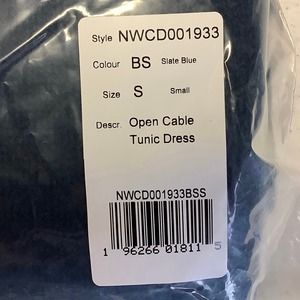 Style NWCD001933
Colour BS Slate Blue
Size S Small
Descr. Open Cable
Tunic Dress
NWCD001933BSS
1 96266 01811 5